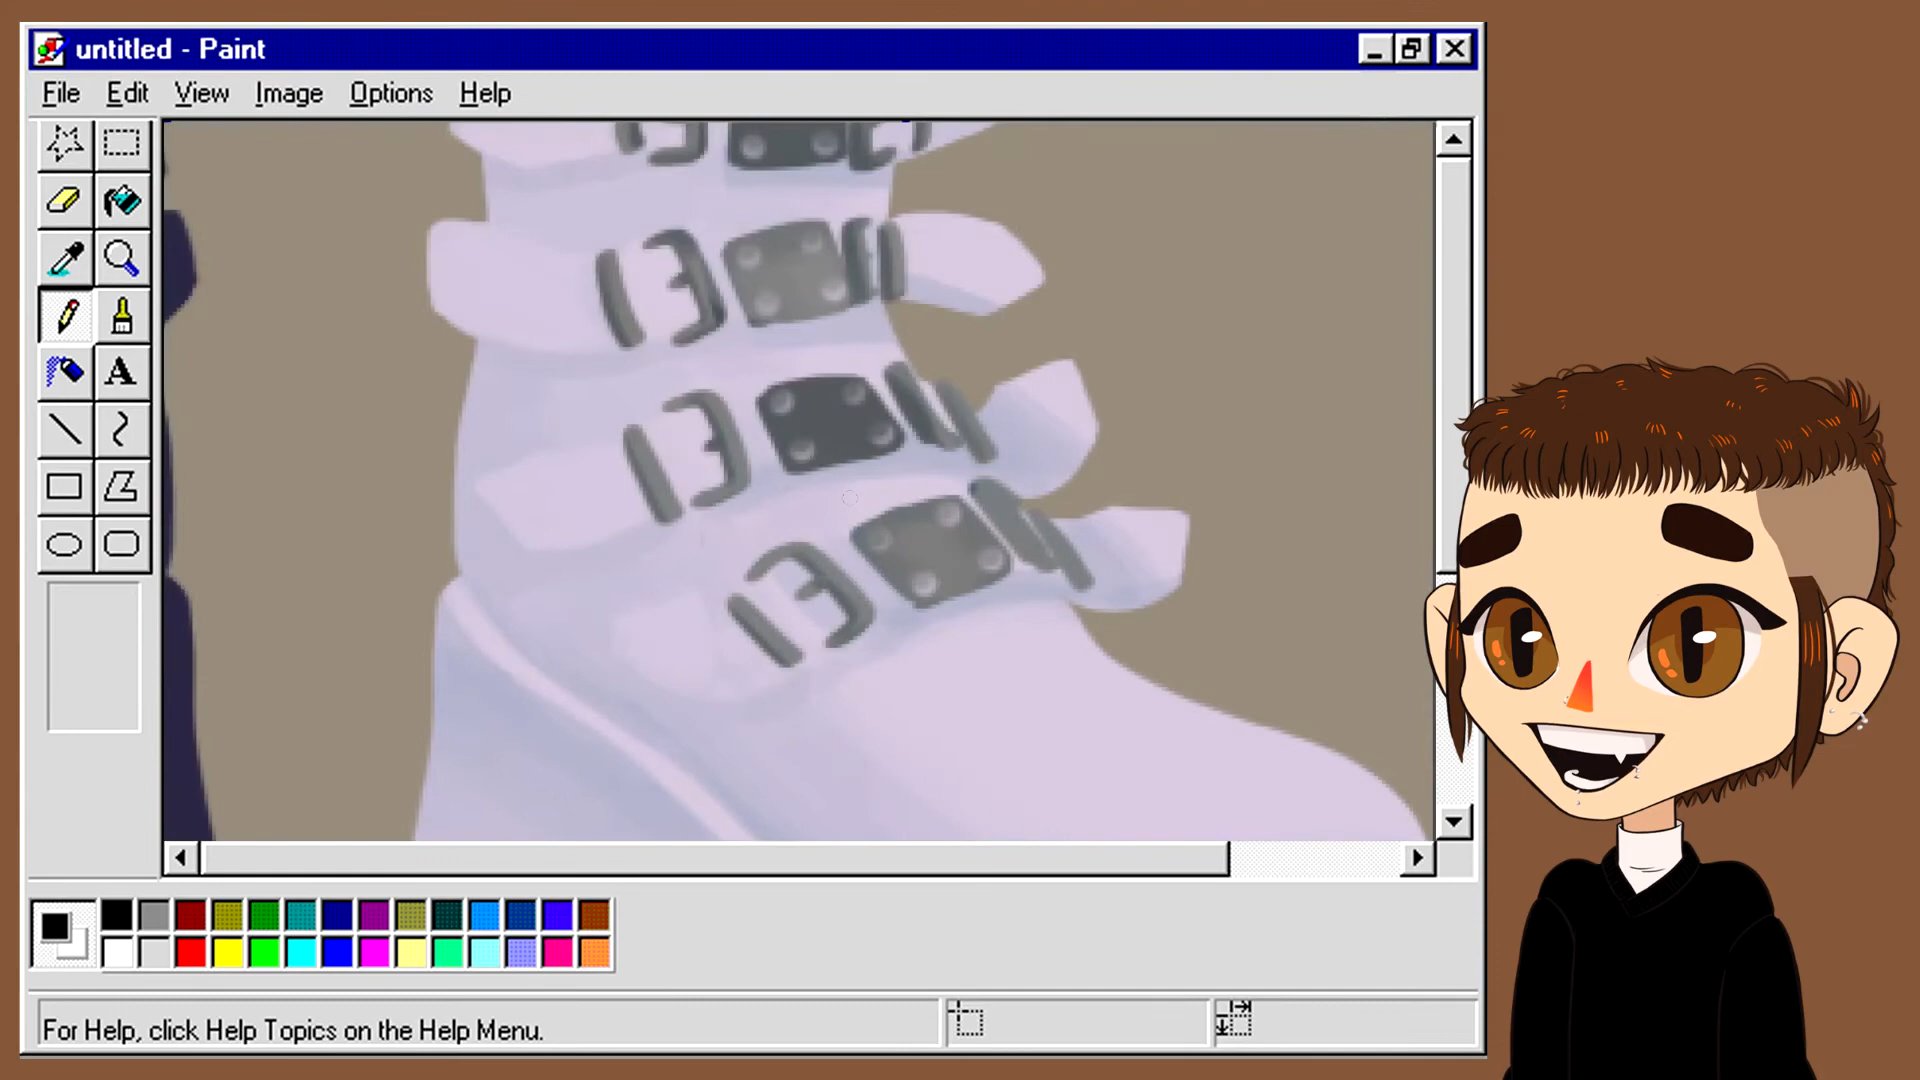 untitled - Paint
File Edit View Image Options Help
A
For Help, click Help Topics on the Help Menu.